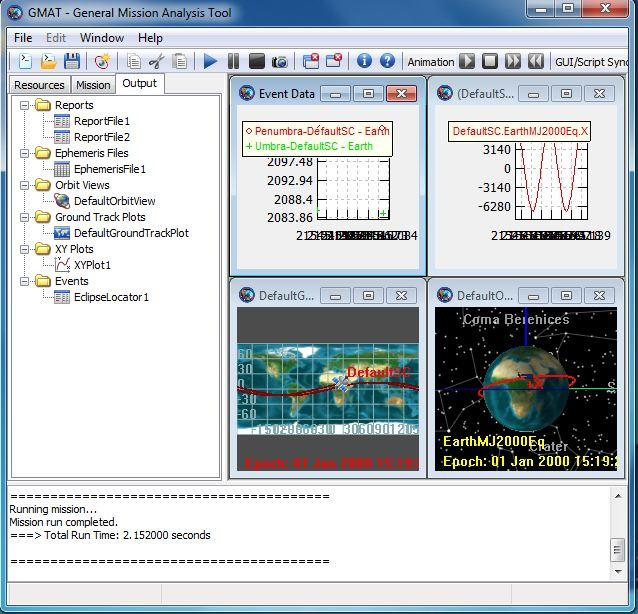 GMAT - General Mission Analysis Tool
File Edit Window Help
Animation GUI/Script Sync
Resources Mission Output
Reports
ReportFile1
ReportFile2
Ephemeris Files
EphemerisFile1
Orbit Views
DefaultOrbitView
Ground Track Plots
DefaultGroundTrackPlot
XY Plots
XYPlot1
Events
EclipseLocator1
Event Data
Penumbra-DefaultSC - Earth
Umbra-DefaultSC - Earth
2097.48
2092.94
2088.4
2083.86
(DefaultS...
DefaultSC.EarthMJ2000Eq.X
3140
0
-3140
-6280
DefaultG...
DefaultSC
60
30
0
-30
-60
Epoch: 01 Jan 2000 15:19:
DefaultO...
Coma Berenices
EarthMJ2000Eq
Crater
Epoch: 01 Jan 2000 15:19:2
==========================================
Running mission...
Mission run completed.
===> Total Run Time: 2.152000 seconds
==========================================